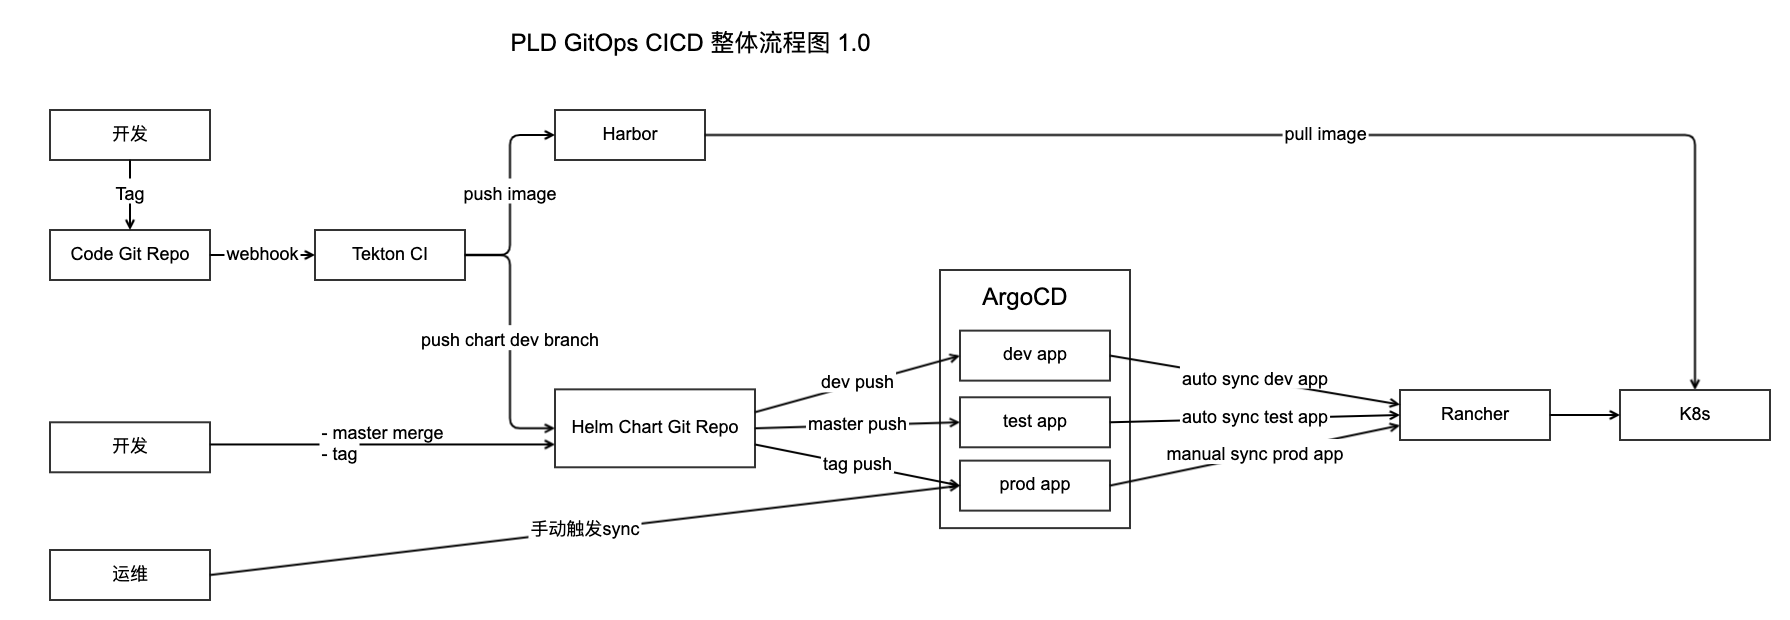 PLD GitOps CICD 整体流程图 1.0
开发
Harbor
pull image
Tag
push image
Code Git Repo
webhook
Tekton CI
ArgoCD
push chart dev branch
dev app
dev push
auto sync dev app
Helm Chart Git Repo
master push
test app
auto sync test app
Rancher
K8s
开发
- master merge
- tag
tag push
prod app
manual sync prod app
手动触发sync
运维